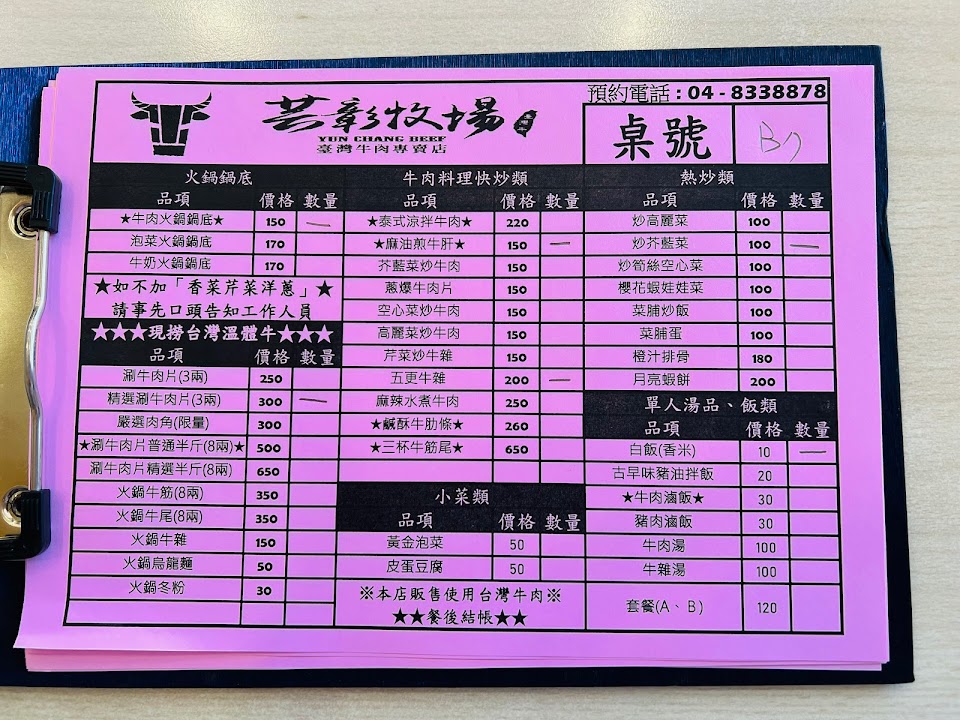 芸彰牧場
臺灣牛
YUN CHANG BEEF
臺灣牛肉專賣店
預約電話:04-8338878
桌號
火鍋鍋底
品項 價格 數量
★牛肉火鍋鍋底★ 150 一
泡菜火鍋鍋底 170
牛奶火鍋鍋底 170
★如不加「香菜芹菜洋蔥」★
請事先口頭告知工作人員
★★★現撈台灣溫體牛★★★
品項 價格 數量
涮牛肉片(3兩) 250
精選涮牛肉片(3兩) 300 一
嚴選肉角(限量) 300
★涮牛肉片普通半斤(8兩)★ 500
涮牛肉片精選半斤(8兩) 650
火鍋牛筋(8兩) 350
火鍋牛尾(8兩) 350
火鍋牛雜 150
火鍋烏龍麵 50
火鍋冬粉 30
牛肉料理快炒類
品項 價格 數量
★泰式涼拌牛肉★ 220
★麻油煎牛肝★ 150 一
芥藍菜炒牛肉 150
蔥爆牛肉片 150
空心菜炒牛肉 150
高麗菜炒牛肉 150
芹菜炒牛雜 150
五更牛雜 200 一
麻辣水煮牛肉 250
★鹹酥牛肋條★ 260
★三杯牛筋尾★ 650
小菜類
品項 價格 數量
黃金泡菜 50
皮蛋豆腐 50
※本店販售使用台灣牛肉※
★★餐後結帳★★
熱炒類
品項 價格 數量
炒高麗菜 100
炒芥藍菜 100 一
炒筍絲空心菜 100
櫻花蝦娃娃菜 100
菜脯炒飯 100
菜脯蛋 100
橙汁排骨 180
月亮蝦餅 200
單人湯品、飯類
品項 價格 數量
白飯(香米) 10 一
古早味豬油拌飯 20
★牛肉滷飯★ 30
豬肉滷飯 30
牛肉湯 100
牛雜湯 100
套餐(A、B) 120